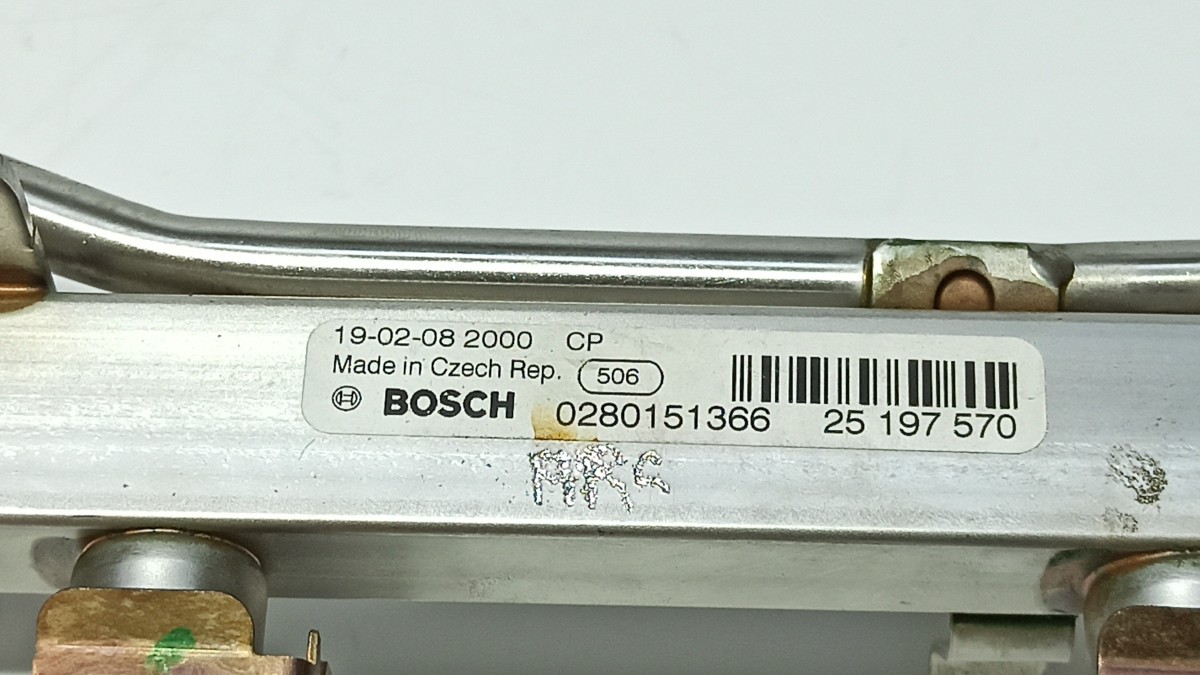 19-02-08 2000 CP
Made in Czech Rep. 506
BOSCH 0280151366 25 197 570